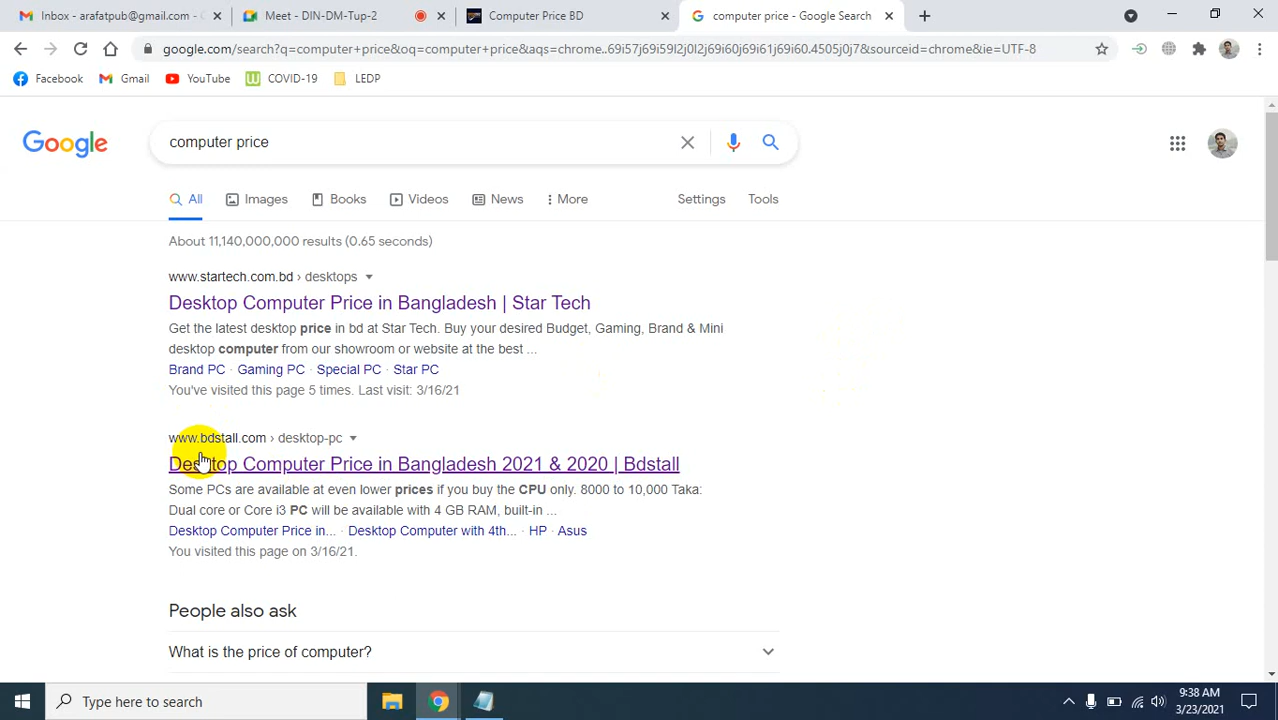 Inbox - arafatpub@gmail.com - G
Meet - DIN-DM-Tup-2
Computer Price BD
computer price - Google Search
google.com/search?q=computer+price&oq=computer+price&aqs=chrome..69i57j69i59l2j0l2j69i60j69i61j69i60.4505j0j7&sourceid=chrome&ie=UTF-8
Facebook
Gmail
YouTube
COVID-19
LEDP
Google
computer price
All
Images
Books
Videos
News
More
Settings
Tools
About 11,140,000,000 results (0.65 seconds)
www.startech.com.bd › desktops
Desktop Computer Price in Bangladesh | Star Tech
Get the latest desktop price in bd at Star Tech. Buy your desired Budget, Gaming, Brand & Mini
desktop computer from our showroom or website at the best ...
Brand PC · Gaming PC · Special PC · Star PC
You've visited this page 5 times. Last visit: 3/16/21
www.bdstall.com › desktop-pc
Desktop Computer Price in Bangladesh 2021 & 2020 | Bdstall
Some PCs are available at even lower prices if you buy the CPU only. 8000 to 10,000 Taka:
Dual core or Core i3 PC will be available with 4 GB RAM, built-in ...
Desktop Computer Price in... · Desktop Computer with 4th... · HP · Asus
You visited this page on 3/16/21.
People also ask
What is the price of computer?
Type here to search
9:38 AM
3/23/2021